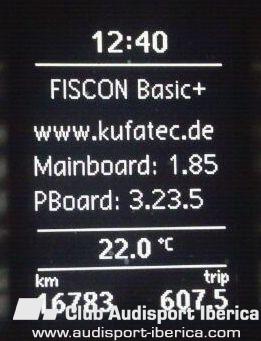 12:40
FISCON Basic+
www.kufatec.de
Mainboard: 1.85
PBoard: 3.23.5
22.0 °C
km trip
16783 607.5
Club Audisport Iberica
www.audisport-iberica.com